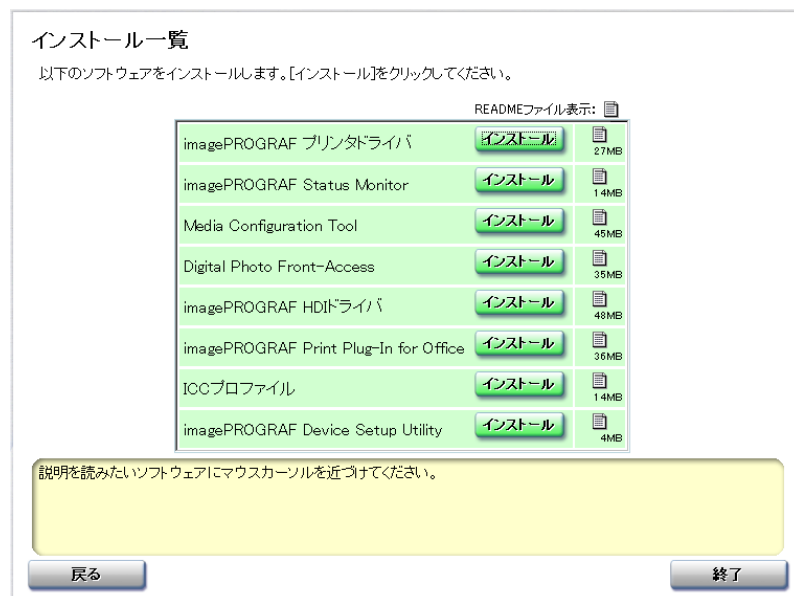 インストール一覧
以下のソフトウェアをインストールします。[インストール]をクリックしてください。
READMEファイル表示:
imagePROGRAF プリンタドライバ インストール 27MB
imagePROGRAF Status Monitor インストール 14MB
Media Configuration Tool インストール 45MB
Digital Photo Front-Access インストール 35MB
imagePROGRAF HDIドライバ インストール 48MB
imagePROGRAF Print Plug-In for Office インストール 36MB
ICCプロファイル インストール 14MB
imagePROGRAF Device Setup Utility インストール 4MB
説明を読みたいソフトウェアにマウスカーソルを近づけてください。
戻る 終了